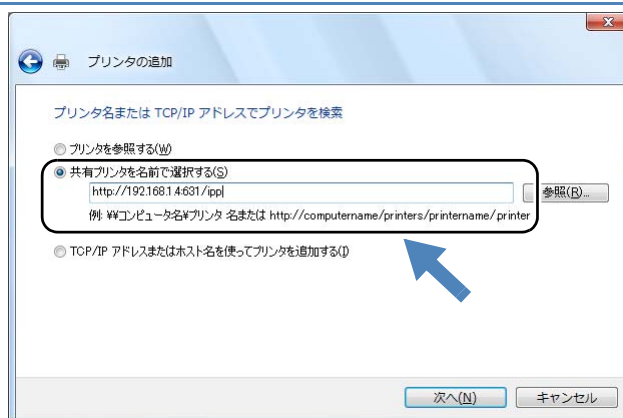 プリンタの追加
プリンタ名または TCP/IP アドレスでプリンタを検索
プリンタを参照する(W)
共有プリンタを名前で選択する(S)
http://192.168.1.4:631/ipp
参照(R)...
例: ¥¥コンピュータ名¥プリンタ 名または http://computername/printers/printername/printer
TCP/IP アドレスまたはホスト名を使ってプリンタを追加する(I)
次へ(N)
キャンセル